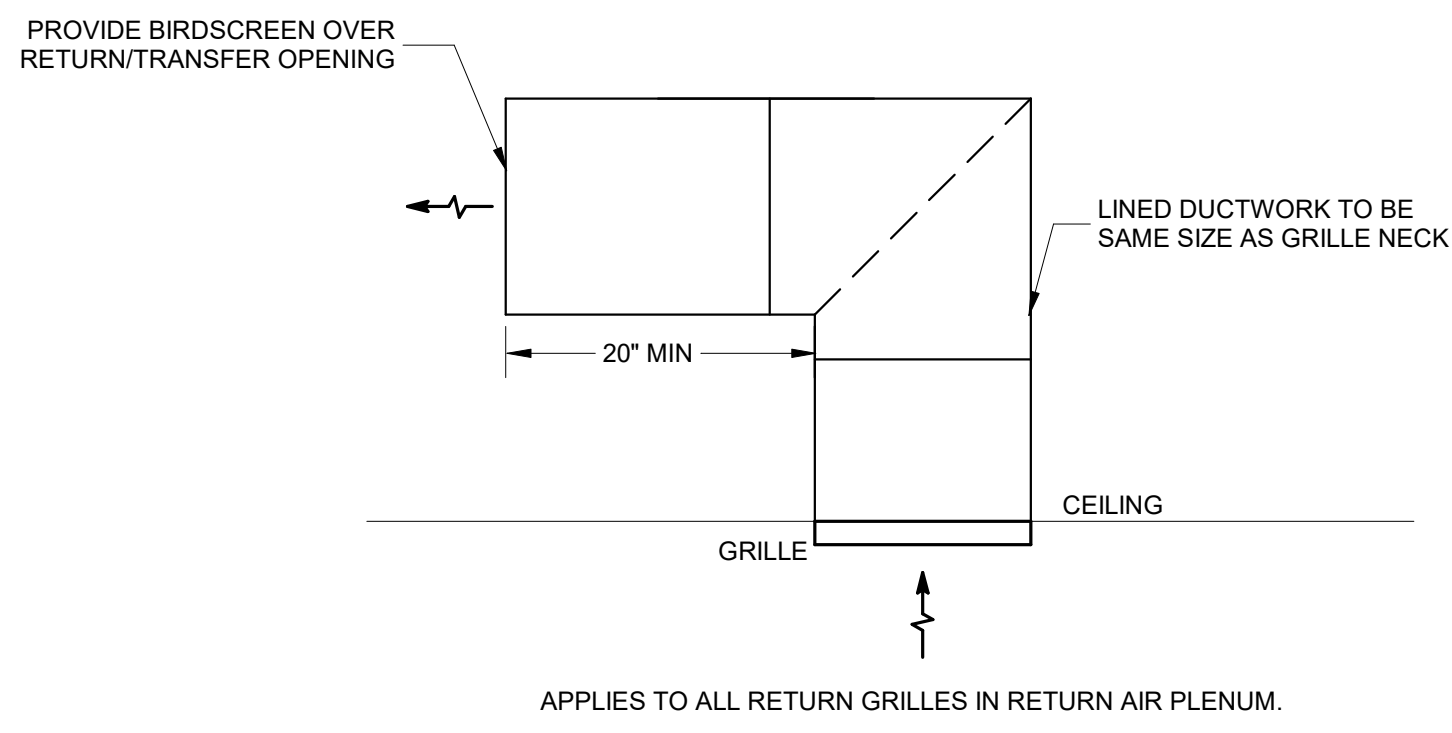 PROVIDE BIRDSCREEN OVER
RETURN/TRANSFER OPENING
LINED DUCTWORK TO BE
SAME SIZE AS GRILLE NECK
20" MIN
CEILING
GRILLE
APPLIES TO ALL RETURN GRILLES IN RETURN AIR PLENUM.